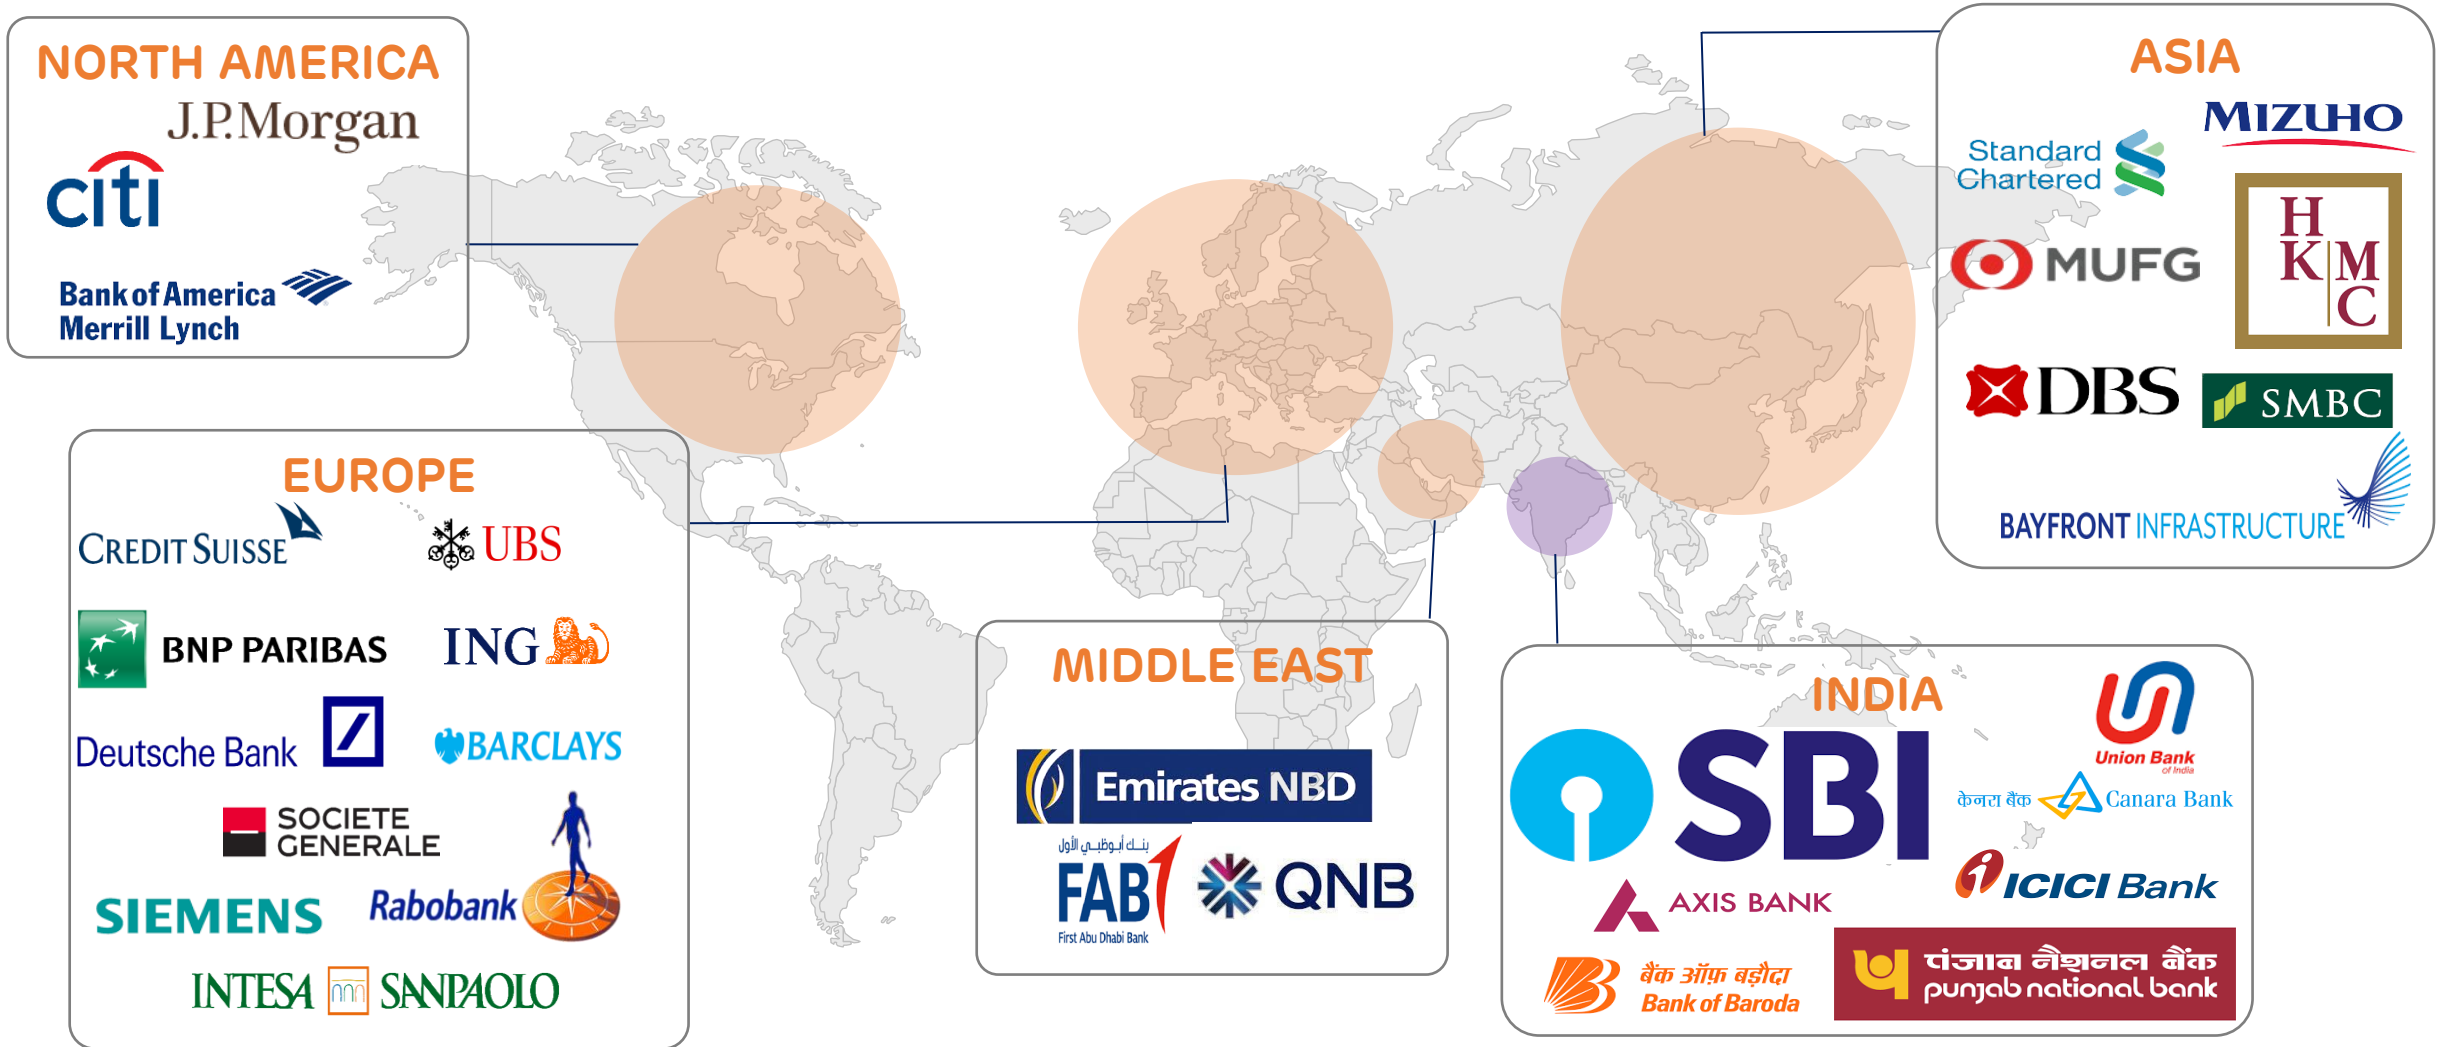 NORTH AMERICA
J.P.Morgan
citi
Bank of America
Merrill Lynch
EUROPE
CREDIT SUISSE
UBS
BNP PARIBAS
ING
Deutsche Bank
BARCLAYS
SOCIETE
GENERALE
SIEMENS
Rabobank
INTESA SANPAOLO
MIDDLE EAST
Emirates NBD
بنك أبوظبي الأول
FAB
First Abu Dhabi Bank
QNB
ASIA
MIZUHO
Standard
Chartered
MUFG
H
K M
C
DBS
SMBC
BAYFRONT INFRASTRUCTURE
INDIA
SBI
Union Bank
of India
केनरा बैंक Canara Bank
AXIS BANK
ICICI Bank
बैंक ऑफ़ बड़ौदा
Bank of Baroda
पंजाब नैशनल बैंक
punjab national bank